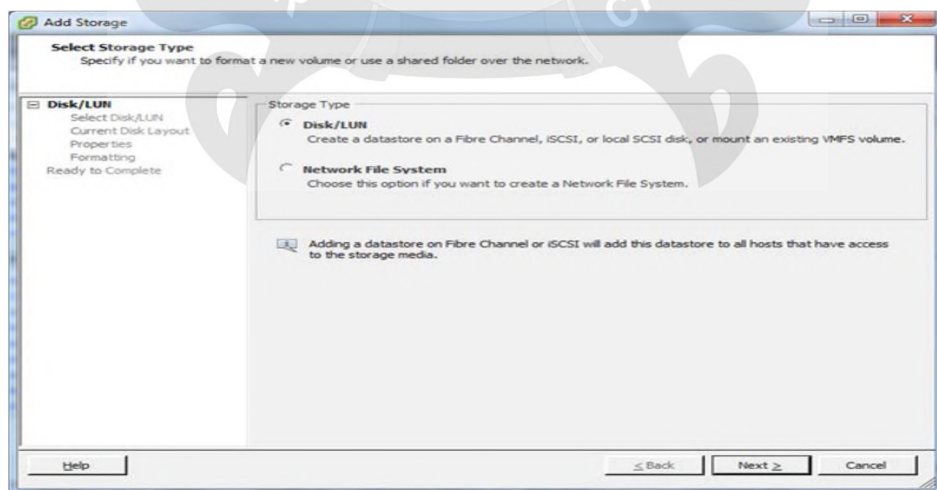 Add Storage
Select Storage Type
Specify if you want to format a new volume or use a shared folder over the network.
Disk/LUN
Select Disk/LUN
Current Disk Layout
Properties
Formatting
Ready to Complete
Storage Type
Disk/LUN
Create a datastore on a Fibre Channel, iSCSI, or local SCSI disk, or mount an existing VMFS volume.
Network File System
Choose this option if you want to create a Network File System.
Adding a datastore on Fibre Channel or iSCSI will add this datastore to all hosts that have access
to the storage media.
Help
≤ Back
Next ≥
Cancel